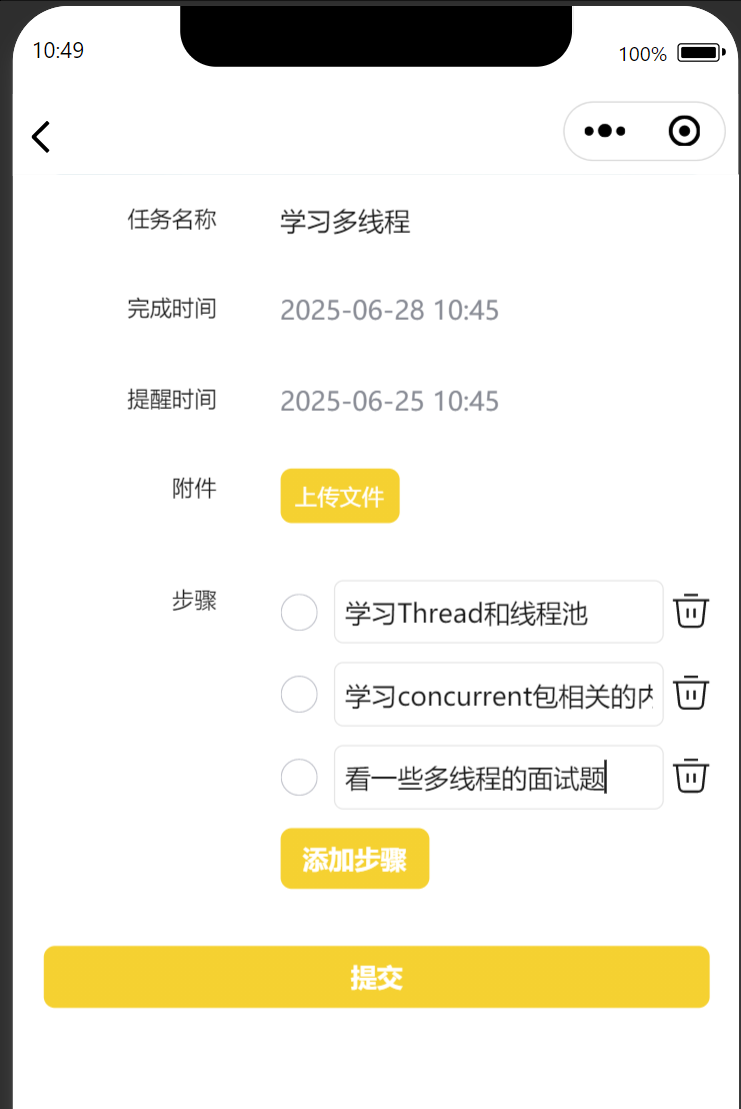 10:49
100%
任务名称 学习多线程
完成时间 2025-06-28 10:45
提醒时间 2025-06-25 10:45
附件 上传文件
步骤 学习Thread和线程池
学习concurrent包相关的内
看一些多线程的面试题
添加步骤
提交